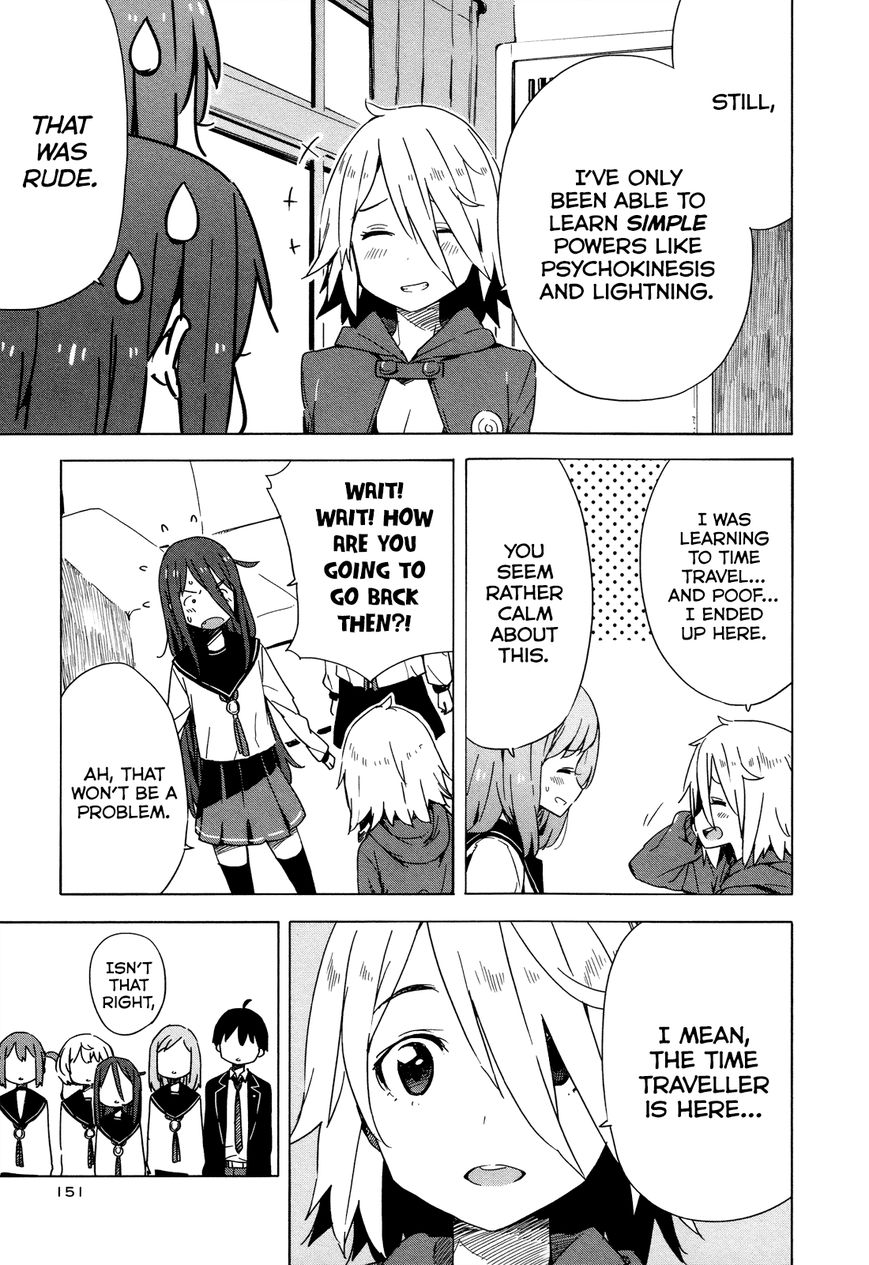 STILL,
I'VE ONLY
BEEN ABLE TO
LEARN SIMPLE
POWERS LIKE
PSYCHOKINESIS
AND LIGHTNING.
THAT
WAS
RUDE.
I WAS
LEARNING
TO TIME
TRAVEL...
AND POOF...
I ENDED
UP HERE.
YOU
SEEM
RATHER
CALM
ABOUT
THIS.
WAIT!
WAIT! HOW
ARE YOU
GOING TO
GO BACK
THEN?!
AH, THAT
WON'T BE A
PROBLEM.
I MEAN,
THE TIME
TRAVELLER
IS HERE...
ISN'T
THAT
RIGHT,
151